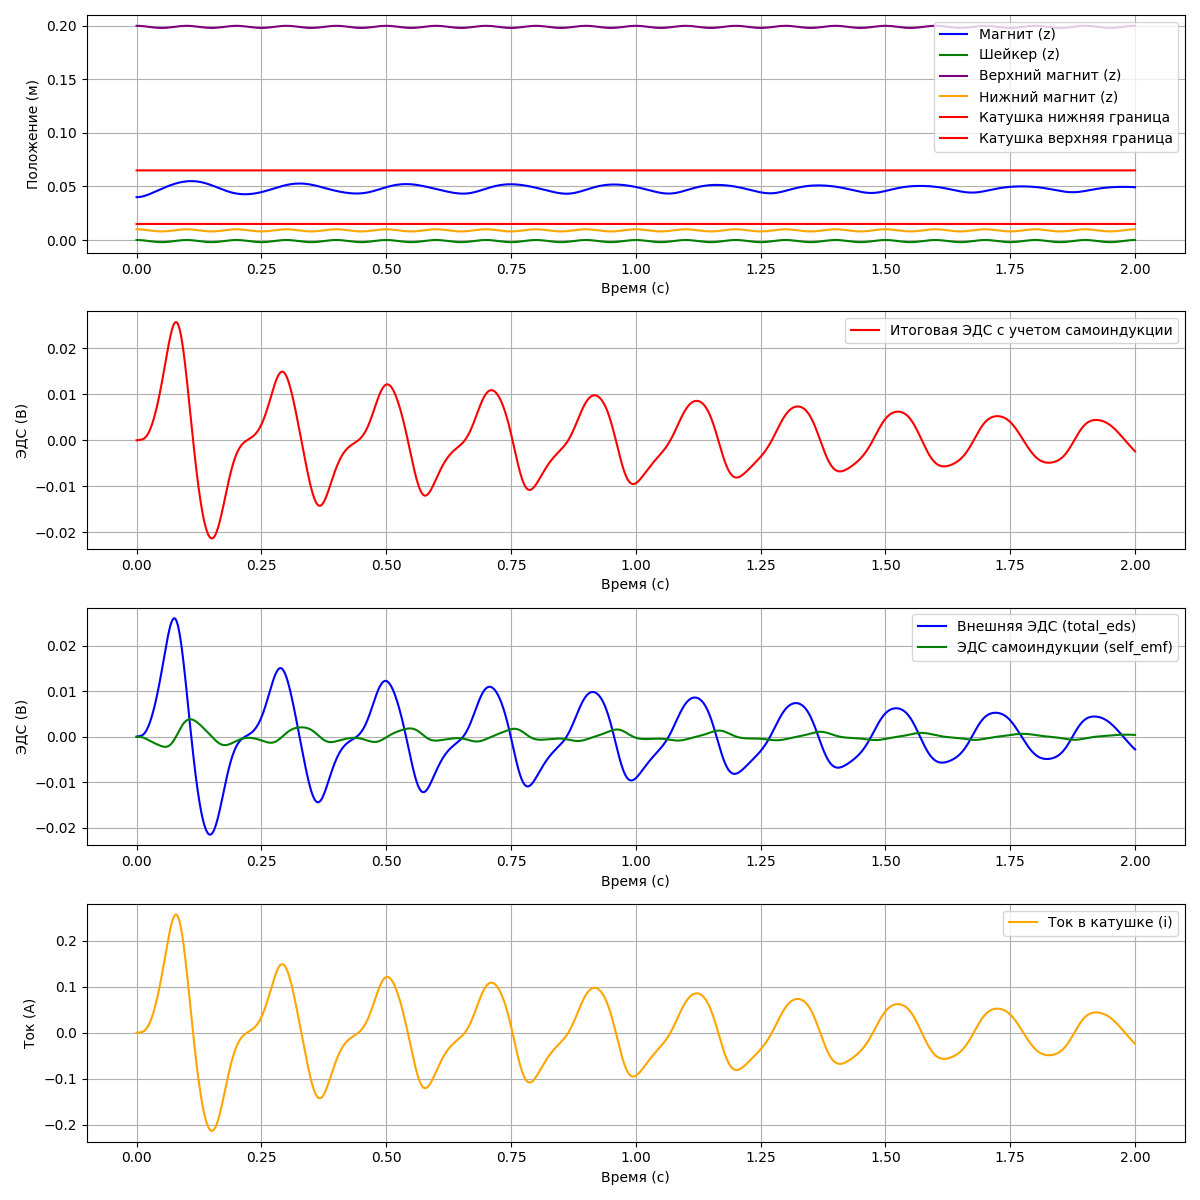 0.20
0.15
0.10
0.05
0.00
Положение (м)
Магнит (z)
Шейкер (z)
Верхний магнит (z)
Нижний магнит (z)
Катушка нижняя граница
Катушка верхняя граница
0.00 0.25 0.50 0.75 1.00 1.25 1.50 1.75 2.00
Время (с)
0.02
0.01
0.00
−0.01
−0.02
ЭДС (В)
Итоговая ЭДС с учетом самоиндукции
0.00 0.25 0.50 0.75 1.00 1.25 1.50 1.75 2.00
Время (с)
0.02
0.01
0.00
−0.01
−0.02
ЭДС (В)
Внешняя ЭДС (total_eds)
ЭДС самоиндукции (self_emf)
0.00 0.25 0.50 0.75 1.00 1.25 1.50 1.75 2.00
Время (с)
0.2
0.1
0.0
−0.1
−0.2
Ток (А)
Ток в катушке (i)
0.00 0.25 0.50 0.75 1.00 1.25 1.50 1.75 2.00
Время (с)